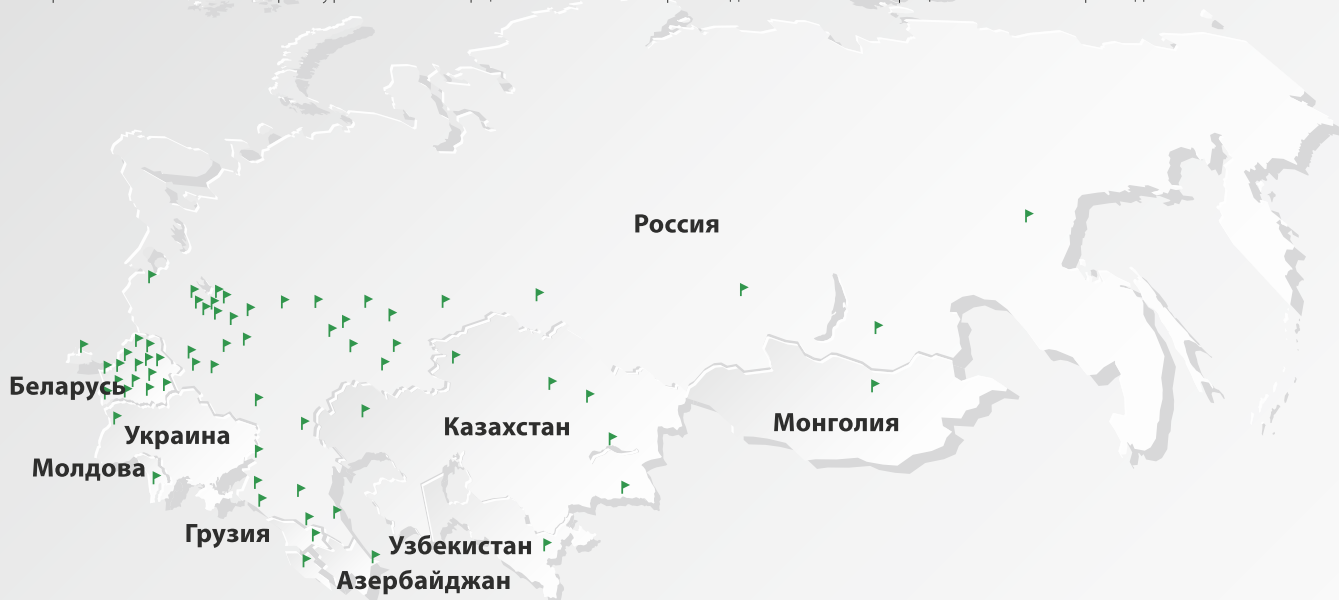 Россия
Беларусь
Казахстан
Монголия
Украина
Молдова
Грузия
Узбекистан
Азербайджан